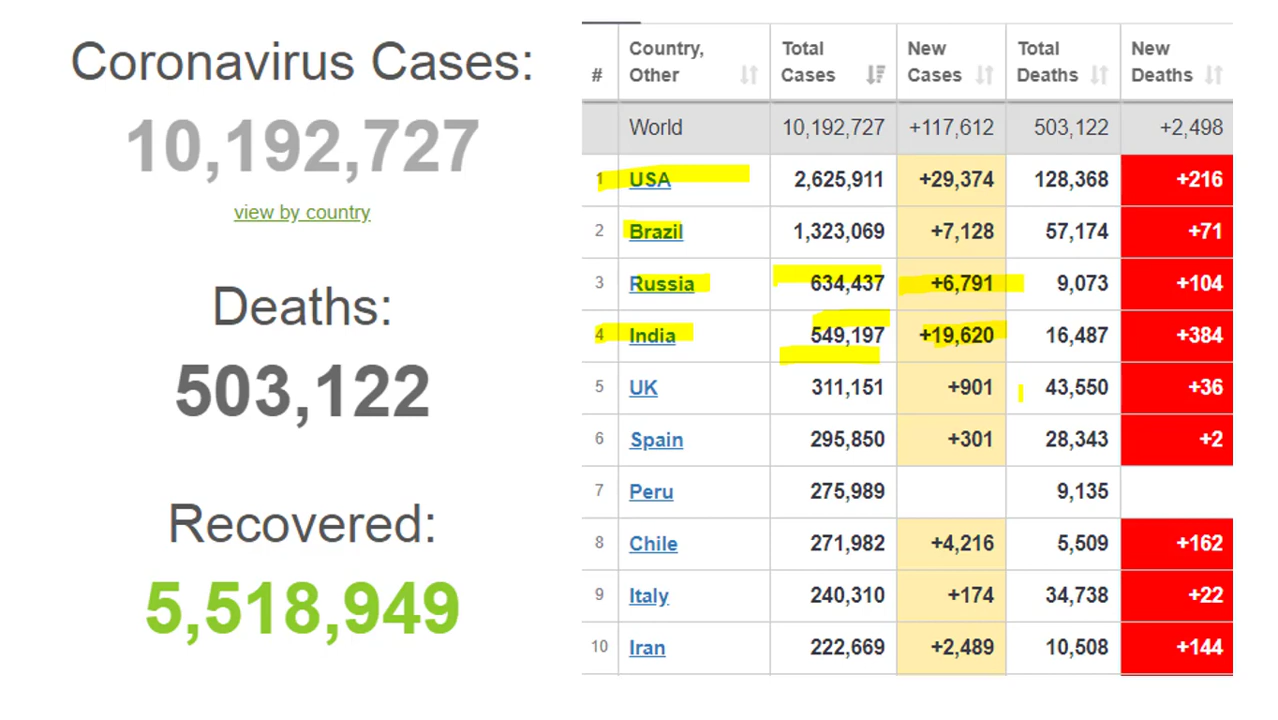 Coronavirus Cases:
10,192,727
view by country
Deaths:
503,122
Recovered:
5,518,949
# Country, Other Total Cases New Cases Total Deaths New Deaths
World 10,192,727 +117,612 503,122 +2,498
1 USA 2,625,911 +29,374 128,368 +216
2 Brazil 1,323,069 +7,128 57,174 +71
3 Russia 634,437 +6,791 9,073 +104
4 India 549,197 +19,620 16,487 +384
5 UK 311,151 +901 43,550 +36
6 Spain 295,850 +301 28,343 +2
7 Peru 275,989 9,135
8 Chile 271,982 +4,216 5,509 +162
9 Italy 240,310 +174 34,738 +22
10 Iran 222,669 +2,489 10,508 +144